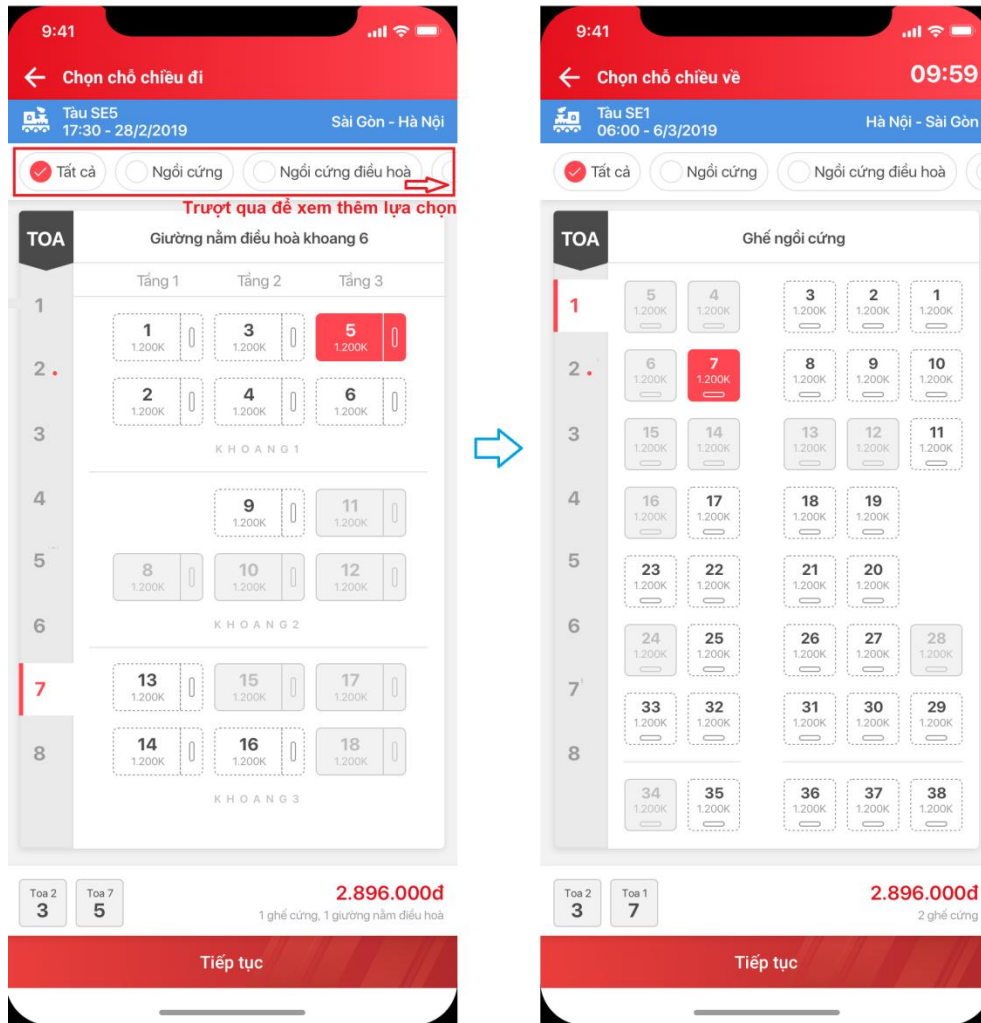 9:41
Chọn chỗ chiều đi
Tàu SE5
17:30 - 28/2/2019
Sài Gòn - Hà Nội
Tất cả
Ngồi cứng
Ngồi cứng điều hoà
Trượt qua để xem thêm lựa chọn
TOA
Giường nằm điều hoà khoang 6
Tầng 1 Tầng 2 Tầng 3
1
2
3
4
5
6
7
8
1 3 5
1.200K 1.200K 1.200K
2 4 6
1.200K 1.200K 1.200K
KHOANG 1
9 11
1.200K 1.200K
8 10 12
1.200K 1.200K 1.200K
KHOANG 2
13 15 17
1.200K 1.200K 1.200K
14 16 18
1.200K 1.200K 1.200K
KHOANG 3
Toa 2 Toa 7
3 5
2.896.000đ
1 ghế cứng, 1 giường nằm điều hoà
Tiếp tục
9:41
Chọn chỗ chiều về
09:59
Tàu SE1
06:00 - 6/3/2019
Hà Nội - Sài Gòn
Tất cả
Ngồi cứng
Ngồi cứng điều hoà
TOA
Ghế ngồi cứng
1
2
3
4
5
6
7
8
5 4 3 2 1
1.200K 1.200K 1.200K 1.200K 1.200K
6 7 8 9 10
1.200K 1.200K 1.200K 1.200K 1.200K
15 14 13 12 11
1.200K 1.200K 1.200K 1.200K 1.200K
16 17 18 19
1.200K 1.200K 1.200K 1.200K
23 22 21 20
1.200K 1.200K 1.200K 1.200K
24 25 26 27 28
1.200K 1.200K 1.200K 1.200K 1.200K
33 32 31 30 29
1.200K 1.200K 1.200K 1.200K 1.200K
34 35 36 37 38
1.200K 1.200K 1.200K 1.200K 1.200K
Toa 2 Toa 1
3 7
2.896.000đ
2 ghế cứng
Tiếp tục